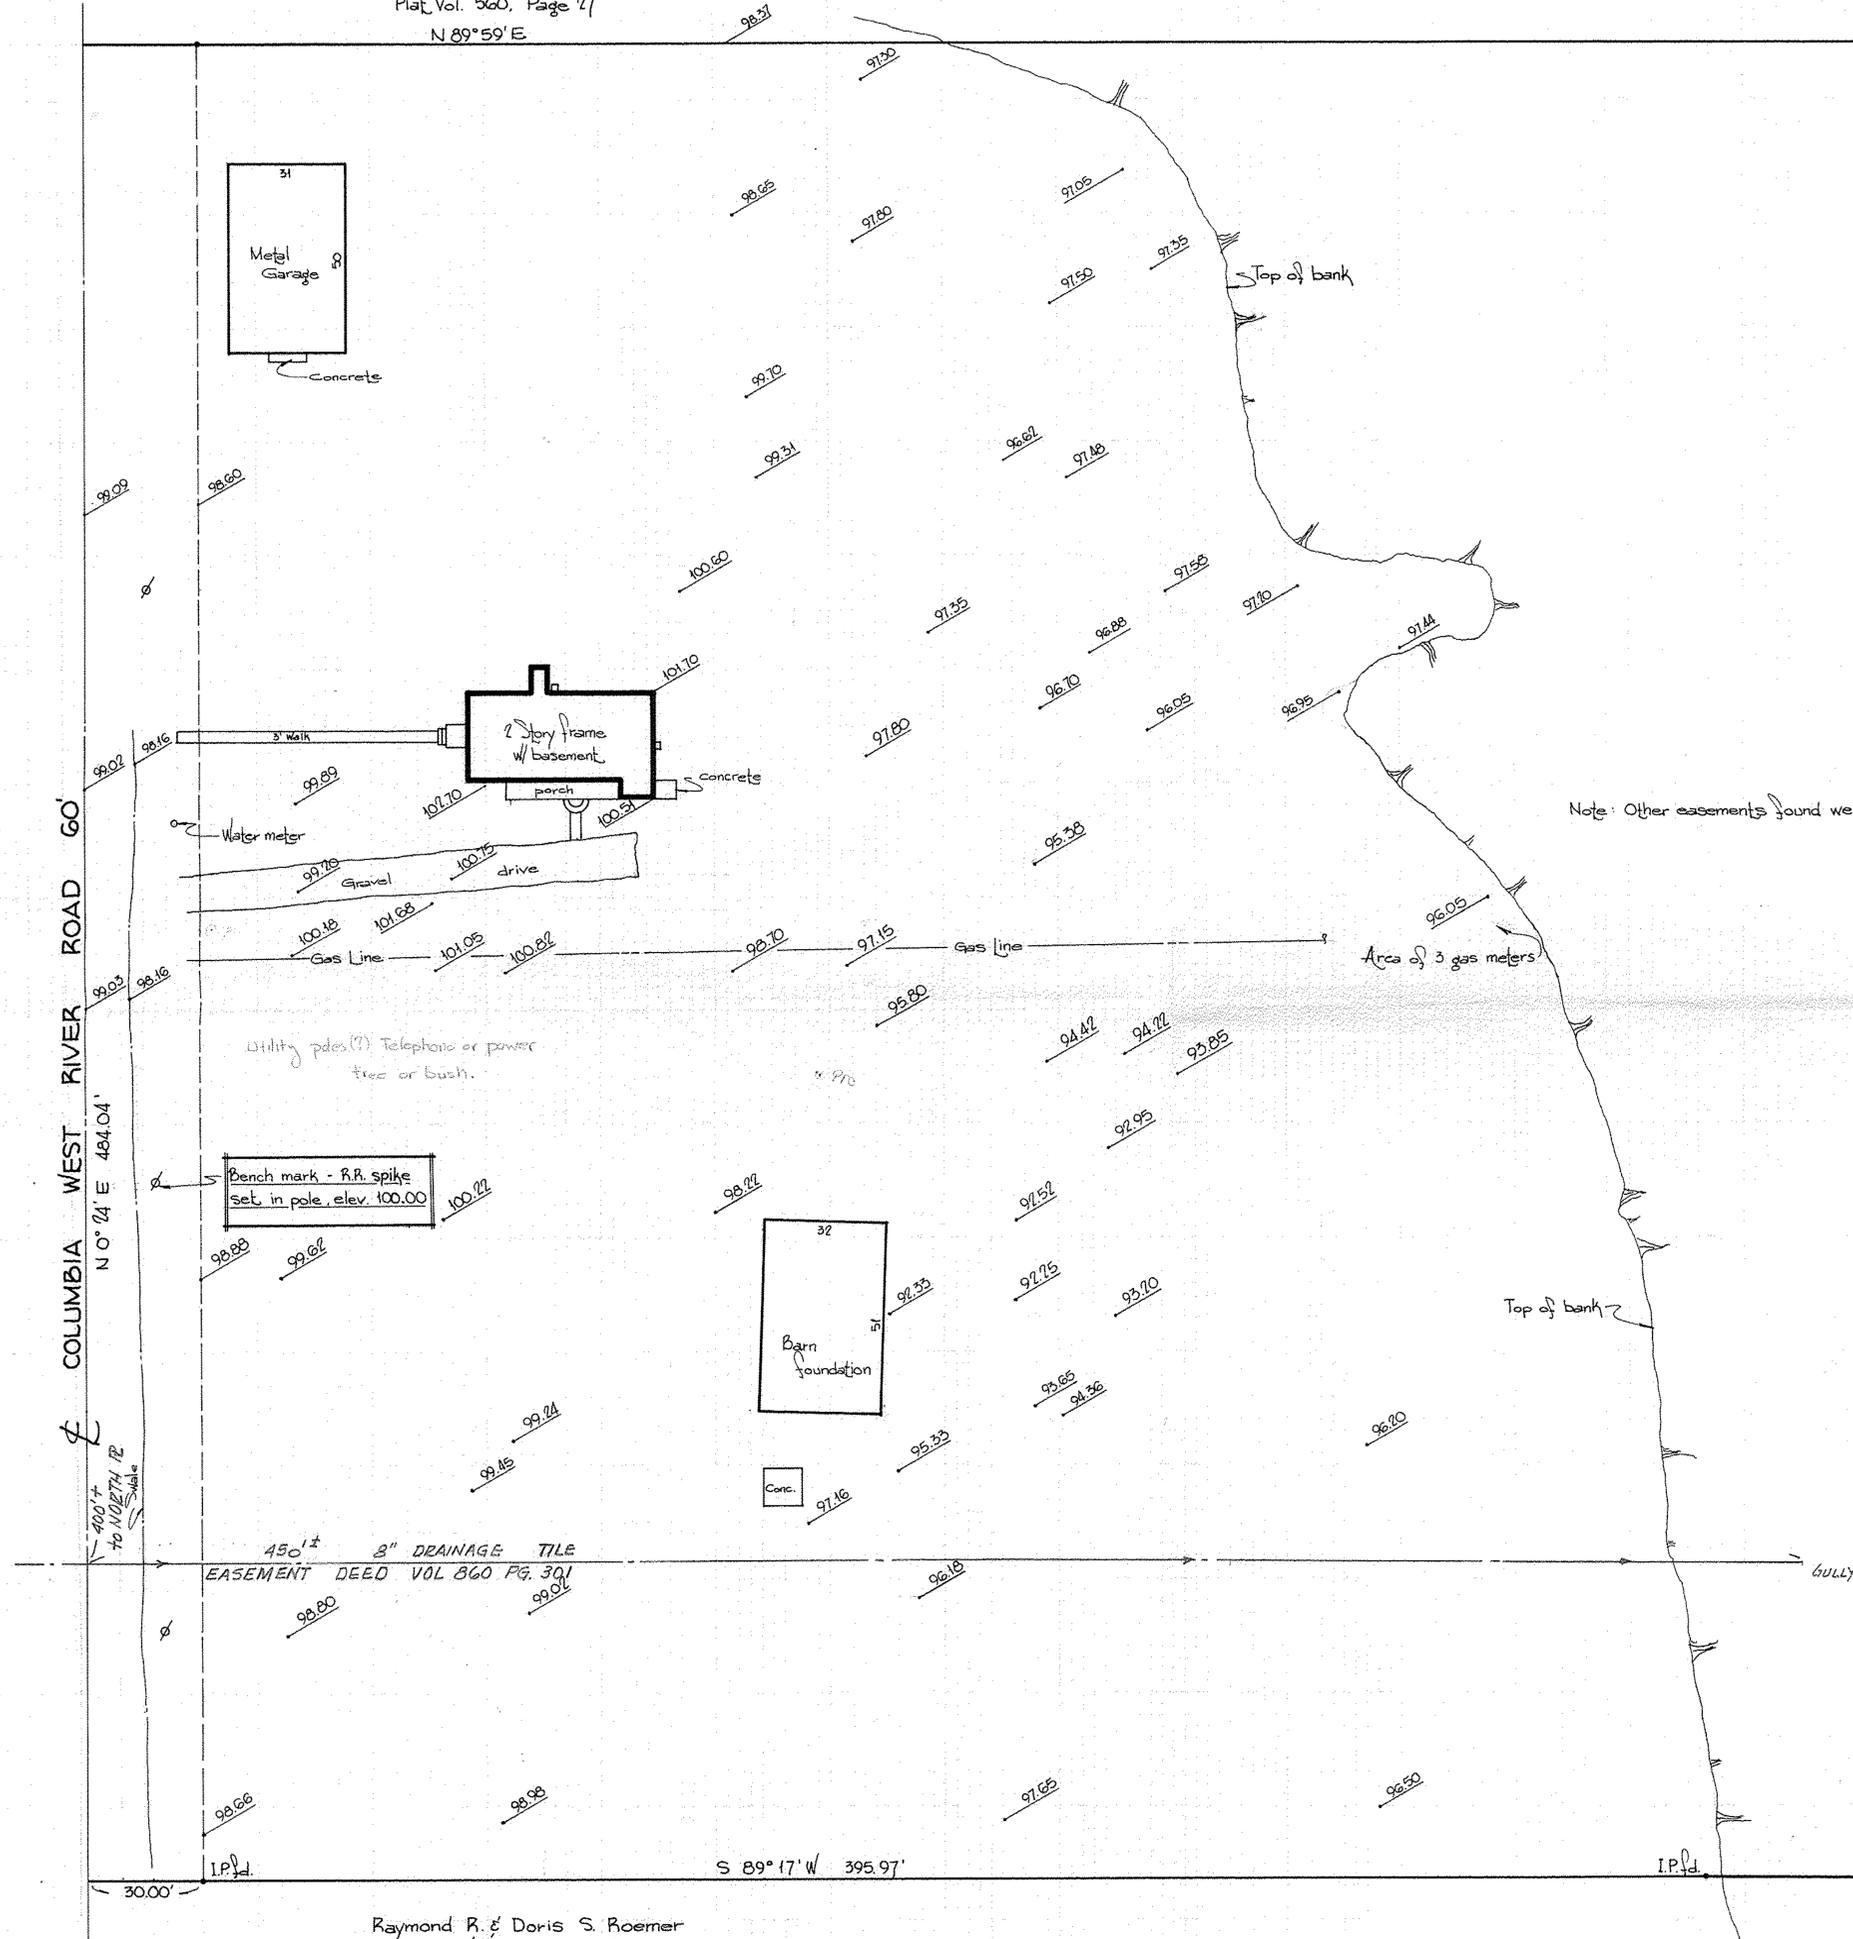 Plat Vol. 560, Page 27
N 89°59' E
98.37
97.30
31
Metal
Garage
50
Concrete
98.65
97.80
97.05
97.35
97.50
Top of bank
99.70
99.31
96.62
97.48
99.09
98.60
100.60
97.35
97.58
97.20
96.88
97.44
101.70
96.70
96.05
96.95
2 Story frame
w/ basement
3' Walk
97.80
99.02
98.16
99.89
102.70
porch
concrete
100.51
Water meter
Note: Other easements found we
95.38
99.20
100.75
Gravel drive
96.05
100.18
101.68
101.05
100.82
98.70
97.15
Gas Line
Gas Line
Area of 3 gas meters
99.03
98.16
95.80
94.42
94.22
93.85
Utility poles(?) Telephone or power
tree or bush.
92.95
COLUMBIA WEST RIVER ROAD 60'
N 0°24' E 484.04'
Bench mark - R.R. spike
set in pole, elev. 100.00
100.22
98.22
92.52
98.88
99.62
32
92.33
51
92.25
93.20
Top of bank
Barn
foundation
93.65
94.36
99.24
99.45
95.33
96.20
Conc.
97.16
400'±
to NORTH PL
Swale
450'± 8" DRAINAGE TILE
EASEMENT DEED VOL 860 PG. 301
GULLY
99.02
98.80
96.18
98.66
98.98
97.65
96.50
I.P. fd.
S 89°17' W 395.97'
I.P. fd.
30.00'
Raymond R. & Doris S. Roemer